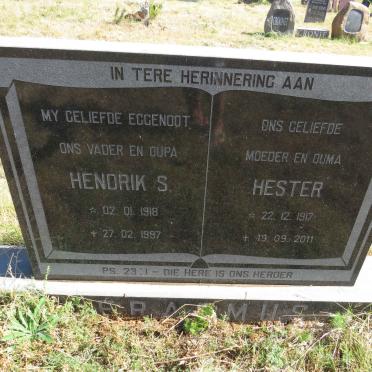 IN TERE HERINNERING AAN
MY GELIEFDE EGGENOOT
ONS VADER EN OUPA
HENDRIK S.
☆ 02. 01. 1918
+ 27. 02. 1997
ONS GELIEFDE
MOEDER EN OUMA
HESTER
☆ 22. 12. 1917
+ 19. 09. 2011
PS. 23 : 1 - DIE HERE IS ONS HERDER